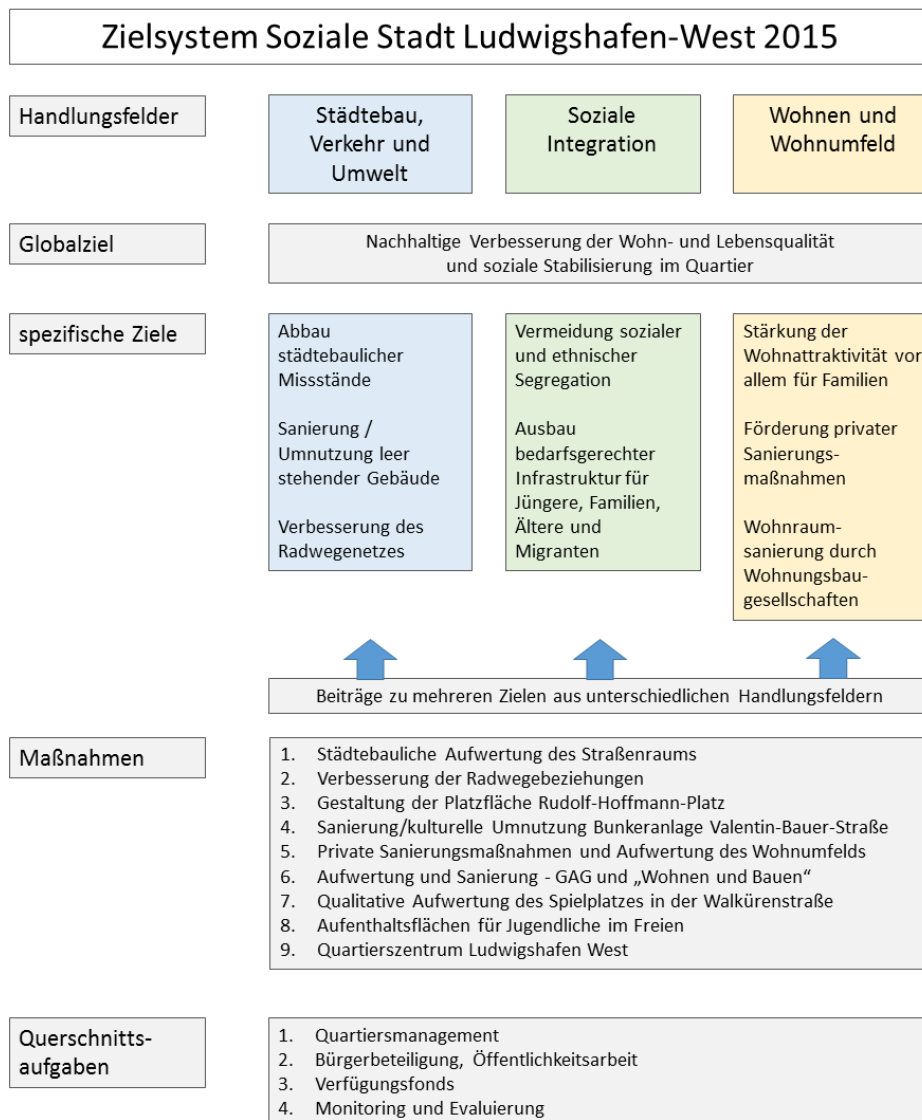 Zielsystem Soziale Stadt Ludwigshafen-West 2015
Handlungsfelder
Städtebau,
Verkehr und
Umwelt
Soziale
Integration
Wohnen und
Wohnumfeld
Globalziel
Nachhaltige Verbesserung der Wohn- und Lebensqualität
und soziale Stabilisierung im Quartier
spezifische Ziele
Abbau
städtebaulicher
Missstände
Sanierung /
Umnutzung leer
stehender Gebäude
Verbesserung des
Radwegenetzes
Vermeidung sozialer
und ethnischer
Segregation
Ausbau
bedarfsgerechter
Infrastruktur für
Jüngere, Familien,
Ältere und
Migranten
Stärkung der
Wohnattraktivität vor
allem für Familien
Förderung privater
Sanierungs-
maßnahmen
Wohnraum-
sanierung durch
Wohnungsbau-
gesellschaften
Beiträge zu mehreren Zielen aus unterschiedlichen Handlungsfeldern
Maßnahmen
1. Städtebauliche Aufwertung des Straßenraums
2. Verbesserung der Radwegebeziehungen
3. Gestaltung der Platzfläche Rudolf-Hoffmann-Platz
4. Sanierung/kulturelle Umnutzung Bunkeranlage Valentin-Bauer-Straße
5. Private Sanierungsmaßnahmen und Aufwertung des Wohnumfelds
6. Aufwertung und Sanierung - GAG und „Wohnen und Bauen“
7. Qualitative Aufwertung des Spielplatzes in der Walkürenstraße
8. Aufenthaltsflächen für Jugendliche im Freien
9. Quartierszentrum Ludwigshafen West
Querschnitts-
aufgaben
1. Quartiersmanagement
2. Bürgerbeteiligung, Öffentlichkeitsarbeit
3. Verfügungsfonds
4. Monitoring und Evaluierung